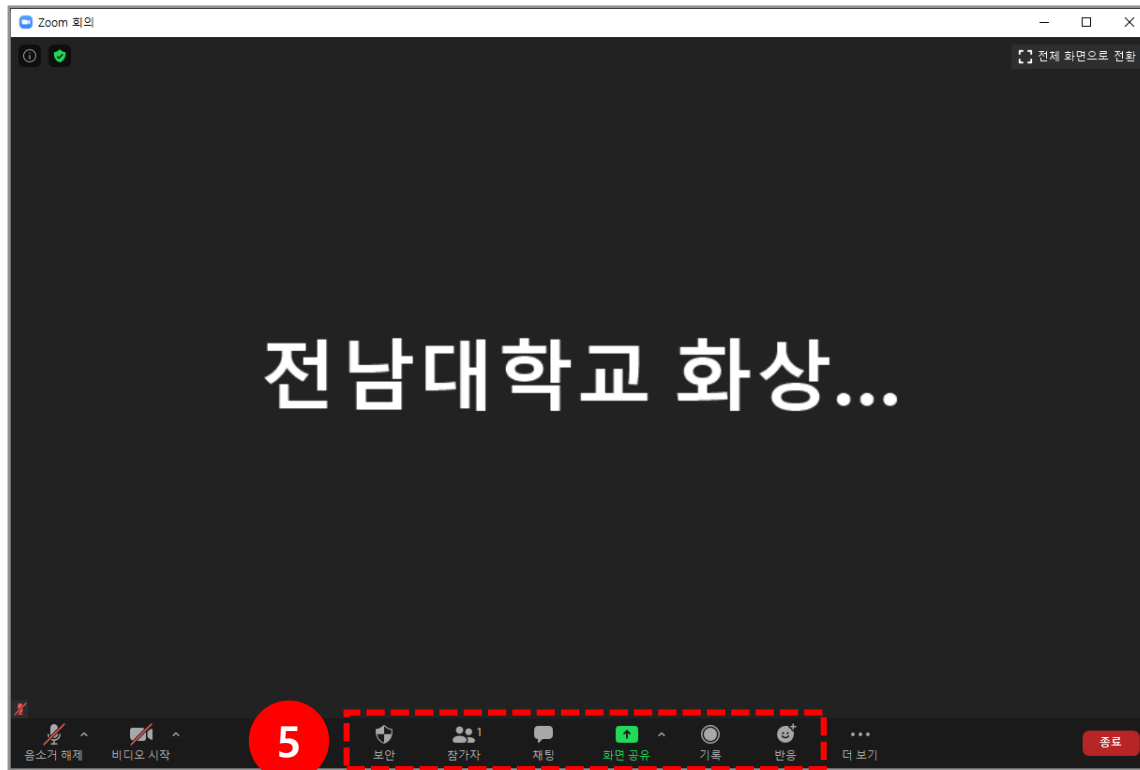 Zoom 회의
전체 화면으로 전환
전남대학교 화상...
음소거 해제
비디오 시작
5
보안
참가자 1
채팅
화면 공유
기록
반응
더 보기
종료